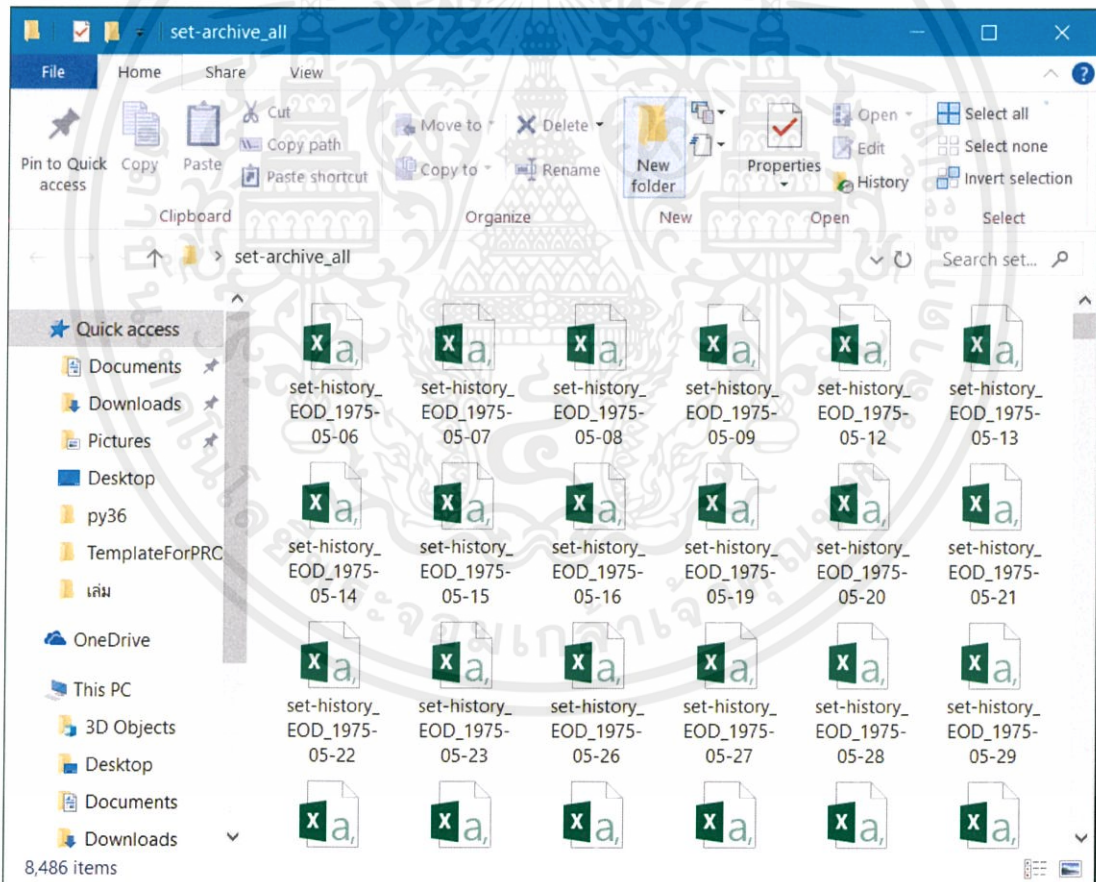 set-archive_all
File Home Share View
Pin to Quick access
Copy
Paste
Cut
Copy path
Paste shortcut
Move to
Copy to
Delete
Rename
New folder
Properties
Open
Edit
History
Select all
Select none
Invert selection
Clipboard Organize New Open Select
set-archive_all
Search set...
Quick access
Documents
Downloads
Pictures
Desktop
py36
TemplateForPRC
เล่ม
OneDrive
This PC
3D Objects
Desktop
Documents
Downloads
set-history_ set-history_ set-history_ set-history_ set-history_ set-history_
EOD_1975- EOD_1975- EOD_1975- EOD_1975- EOD_1975- EOD_1975-
05-06 05-07 05-08 05-09 05-12 05-13
set-history_ set-history_ set-history_ set-history_ set-history_ set-history_
EOD_1975- EOD_1975- EOD_1975- EOD_1975- EOD_1975- EOD_1975-
05-14 05-15 05-16 05-19 05-20 05-21
set-history_ set-history_ set-history_ set-history_ set-history_ set-history_
EOD_1975- EOD_1975- EOD_1975- EOD_1975- EOD_1975- EOD_1975-
05-22 05-23 05-26 05-27 05-28 05-29
8,486 items